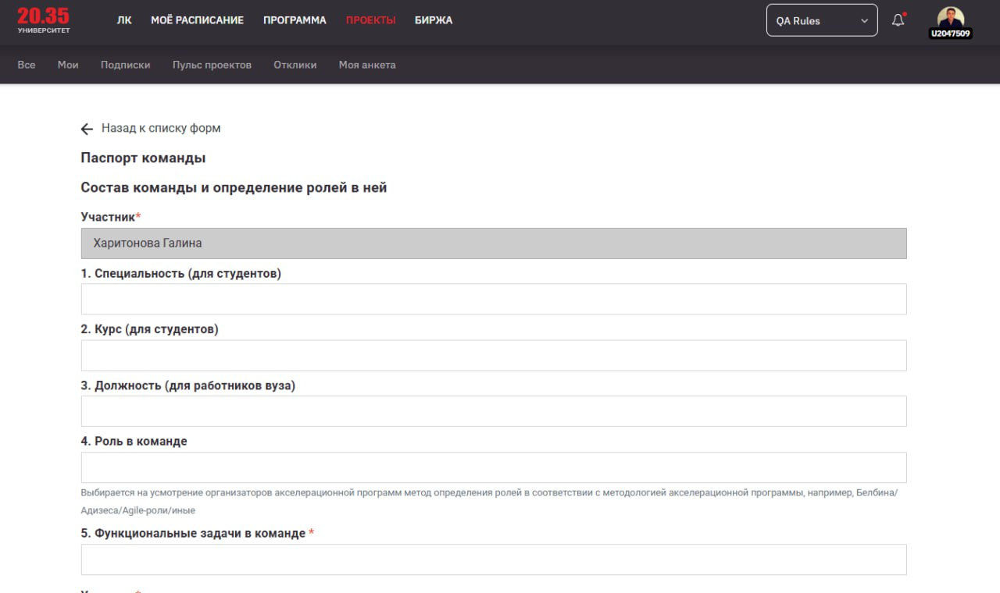 20.35
УНИВЕРСИТЕТ
ЛК МОЁ РАСПИСАНИЕ ПРОГРАММА ПРОЕКТЫ БИРЖА
QA Rules
U2047509
Все Мои Подписки Пульс проектов Отклики Моя анкета
Назад к списку форм
Паспорт команды
Состав команды и определение ролей в ней
Участник*
Харитонова Галина
1. Специальность (для студентов)
2. Курс (для студентов)
3. Должность (для работников вуза)
4. Роль в команде
Выбирается на усмотрение организаторов акселерационной программ метод определения ролей в соответствии с методологией акселерационной программы, например, Белбина/
Адизеса/Agile-роли/иные
5. Функциональные задачи в команде *